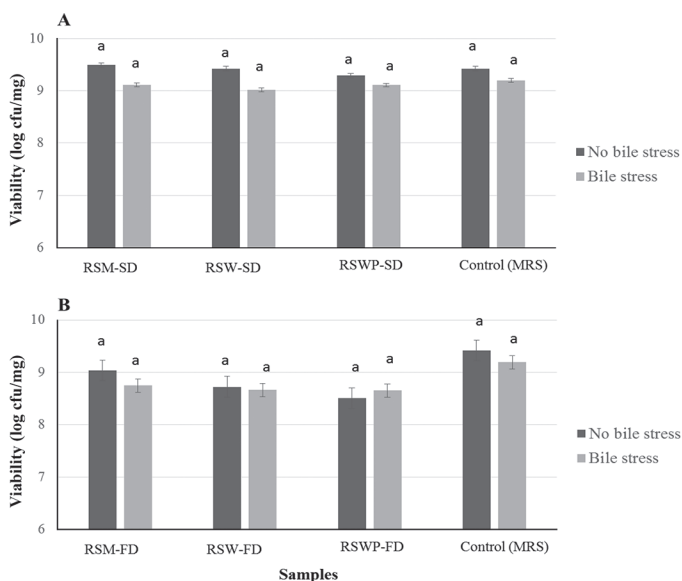 A
10
9
8
7
6
Viability (log cfu/mg)
a a a a a a a a
RSM-SD RSW-SD RSWP-SD Control (MRS)
No bile stress
Bile stress
B
10
9
8
7
6
Viability (log cfu/mg)
a a a a a a a a
RSM-FD RSW-FD RSWP-FD Control (MRS)
Samples
No bile stress
Bile stress